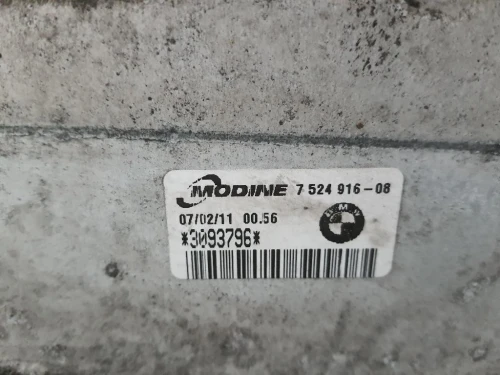 MODINE 7 524 916-08
07/02/11 00.56
BMW
*3093796*